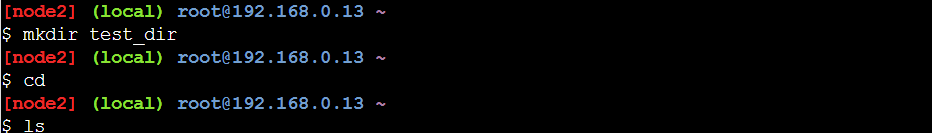 [node2] (local) root@192.168.0.13 ~
$ mkdir test_dir
[node2] (local) root@192.168.0.13 ~
$ cd
[node2] (local) root@192.168.0.13 ~
$ ls